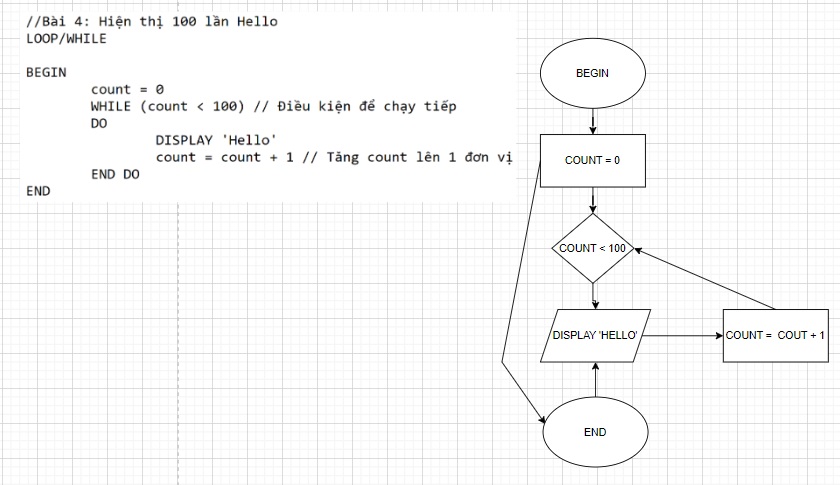 //Bài 4: Hiện thị 100 lần Hello
LOOP/WHILE
BEGIN
count = 0
WHILE (count < 100) // Điều kiện để chạy tiếp
DO
DISPLAY 'Hello'
count = count + 1 // Tăng count lên 1 đơn vị
END DO
END
BEGIN
COUNT = 0
COUNT < 100
DISPLAY 'HELLO'
COUNT = COUT + 1
END